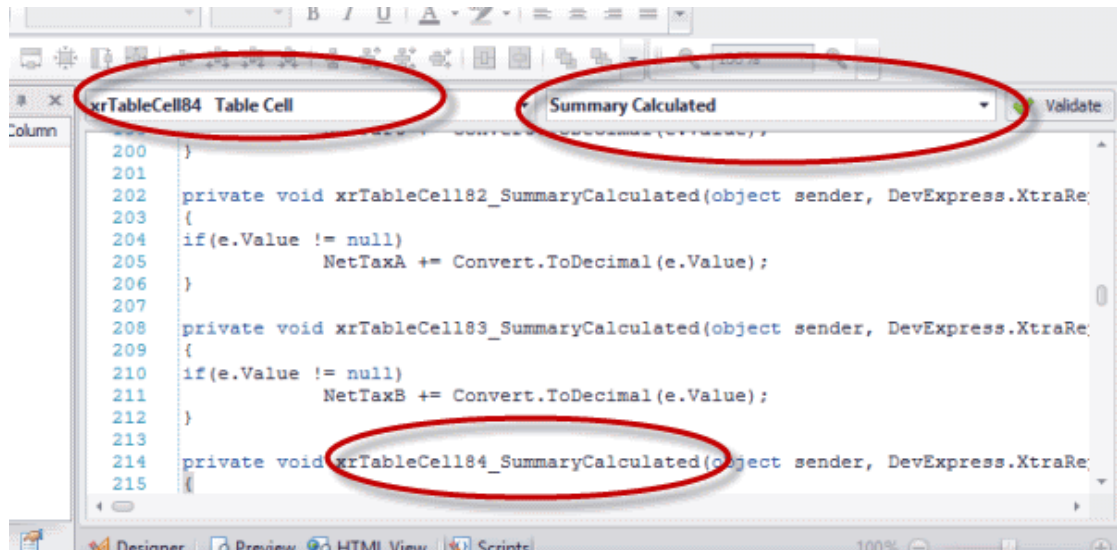 B I U A
100%
xrTableCell84 Table Cell
Summary Calculated
Validate
Column
200 }
201
202 private void xrTableCell82_SummaryCalculated(object sender, DevExpress.XtraRe
203 {
204 if(e.Value != null)
205 NetTaxA += Convert.ToDecimal(e.Value);
206 }
207
208 private void xrTableCell83_SummaryCalculated(object sender, DevExpress.XtraRe
209 {
210 if(e.Value != null)
211 NetTaxB += Convert.ToDecimal(e.Value);
212 }
213
214 private void xrTableCell84_SummaryCalculated(object sender, DevExpress.XtraRe
215 {
Designer Preview HTML View Scripts 100%